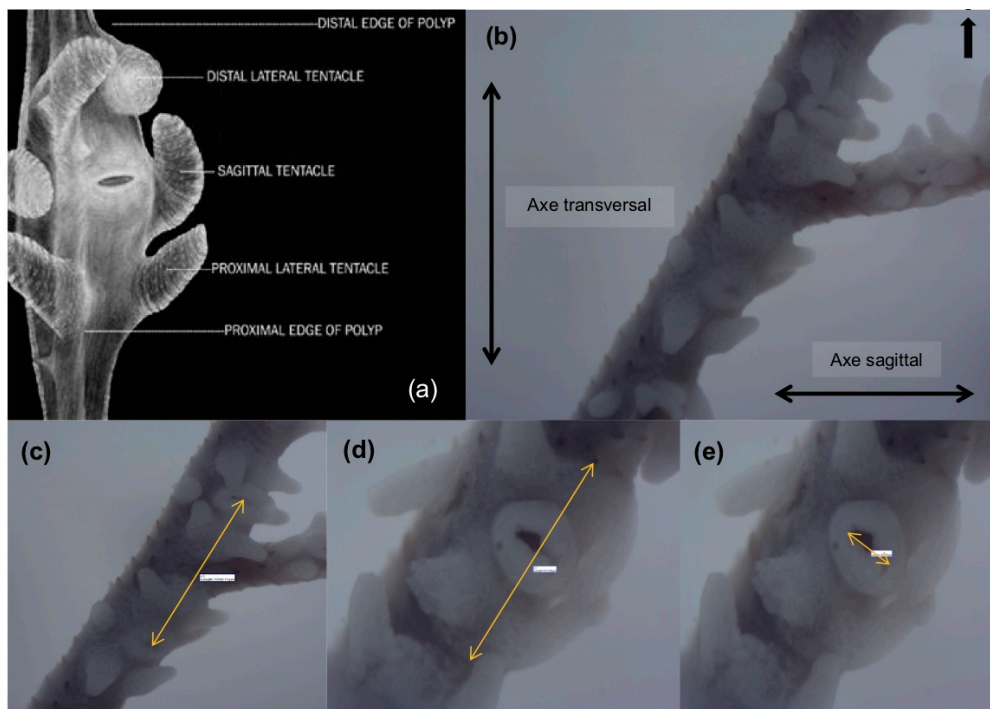 DISTAL EDGE OF POLYP
DISTAL LATERAL TENTACLE
SAGITTAL TENTACLE
PROXIMAL LATERAL TENTACLE
PROXIMAL EDGE OF POLYP
(a)
(b)
Axe transversal
Axe sagittal
(c)
(d)
(e)